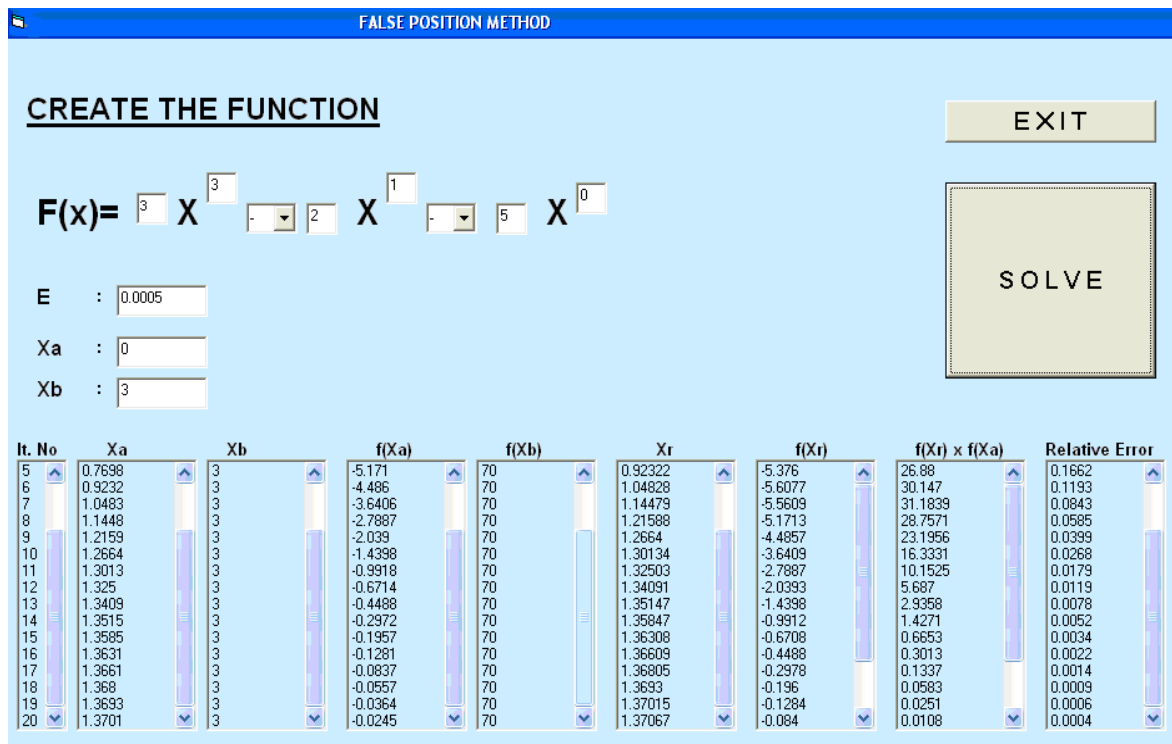 FALSE POSITION METHOD
CREATE THE FUNCTION
EXIT
F(x)= 3 X 3 - 2 X 1 - 5 X 0
SOLVE
E : 0.0005
Xa : 0
Xb : 3
It. No Xa Xb f(Xa) f(Xb) Xr f(Xr) f(Xr) x f(Xa) Relative Error
5 0.7698 3 -5.171 70 0.92322 -5.376 26.88 0.1662
6 0.9232 3 -4.486 70 1.04828 -5.6077 30.147 0.1193
7 1.0483 3 -3.6406 70 1.14479 -5.5609 31.1839 0.0843
8 1.1448 3 -2.7887 70 1.21588 -5.1713 28.7571 0.0585
9 1.2159 3 -2.039 70 1.2664 -4.4857 23.1956 0.0399
10 1.2664 3 -1.4398 70 1.30134 -3.6409 16.3331 0.0268
11 1.3013 3 -0.9918 70 1.32503 -2.7887 10.1525 0.0179
12 1.325 3 -0.6714 70 1.34091 -2.0393 5.687 0.0119
13 1.3409 3 -0.4488 70 1.35147 -1.4398 2.9358 0.0078
14 1.3515 3 -0.2972 70 1.35847 -0.9912 1.4271 0.0052
15 1.3585 3 -0.1957 70 1.36308 -0.6708 0.6653 0.0034
16 1.3631 3 -0.1281 70 1.36609 -0.4488 0.3013 0.0022
17 1.3661 3 -0.0837 70 1.36805 -0.2978 0.1337 0.0014
18 1.368 3 -0.0557 70 1.3693 -0.196 0.0583 0.0009
19 1.3693 3 -0.0364 70 1.37015 -0.1284 0.0251 0.0006
20 1.3701 3 -0.0245 70 1.37067 -0.084 0.0108 0.0004